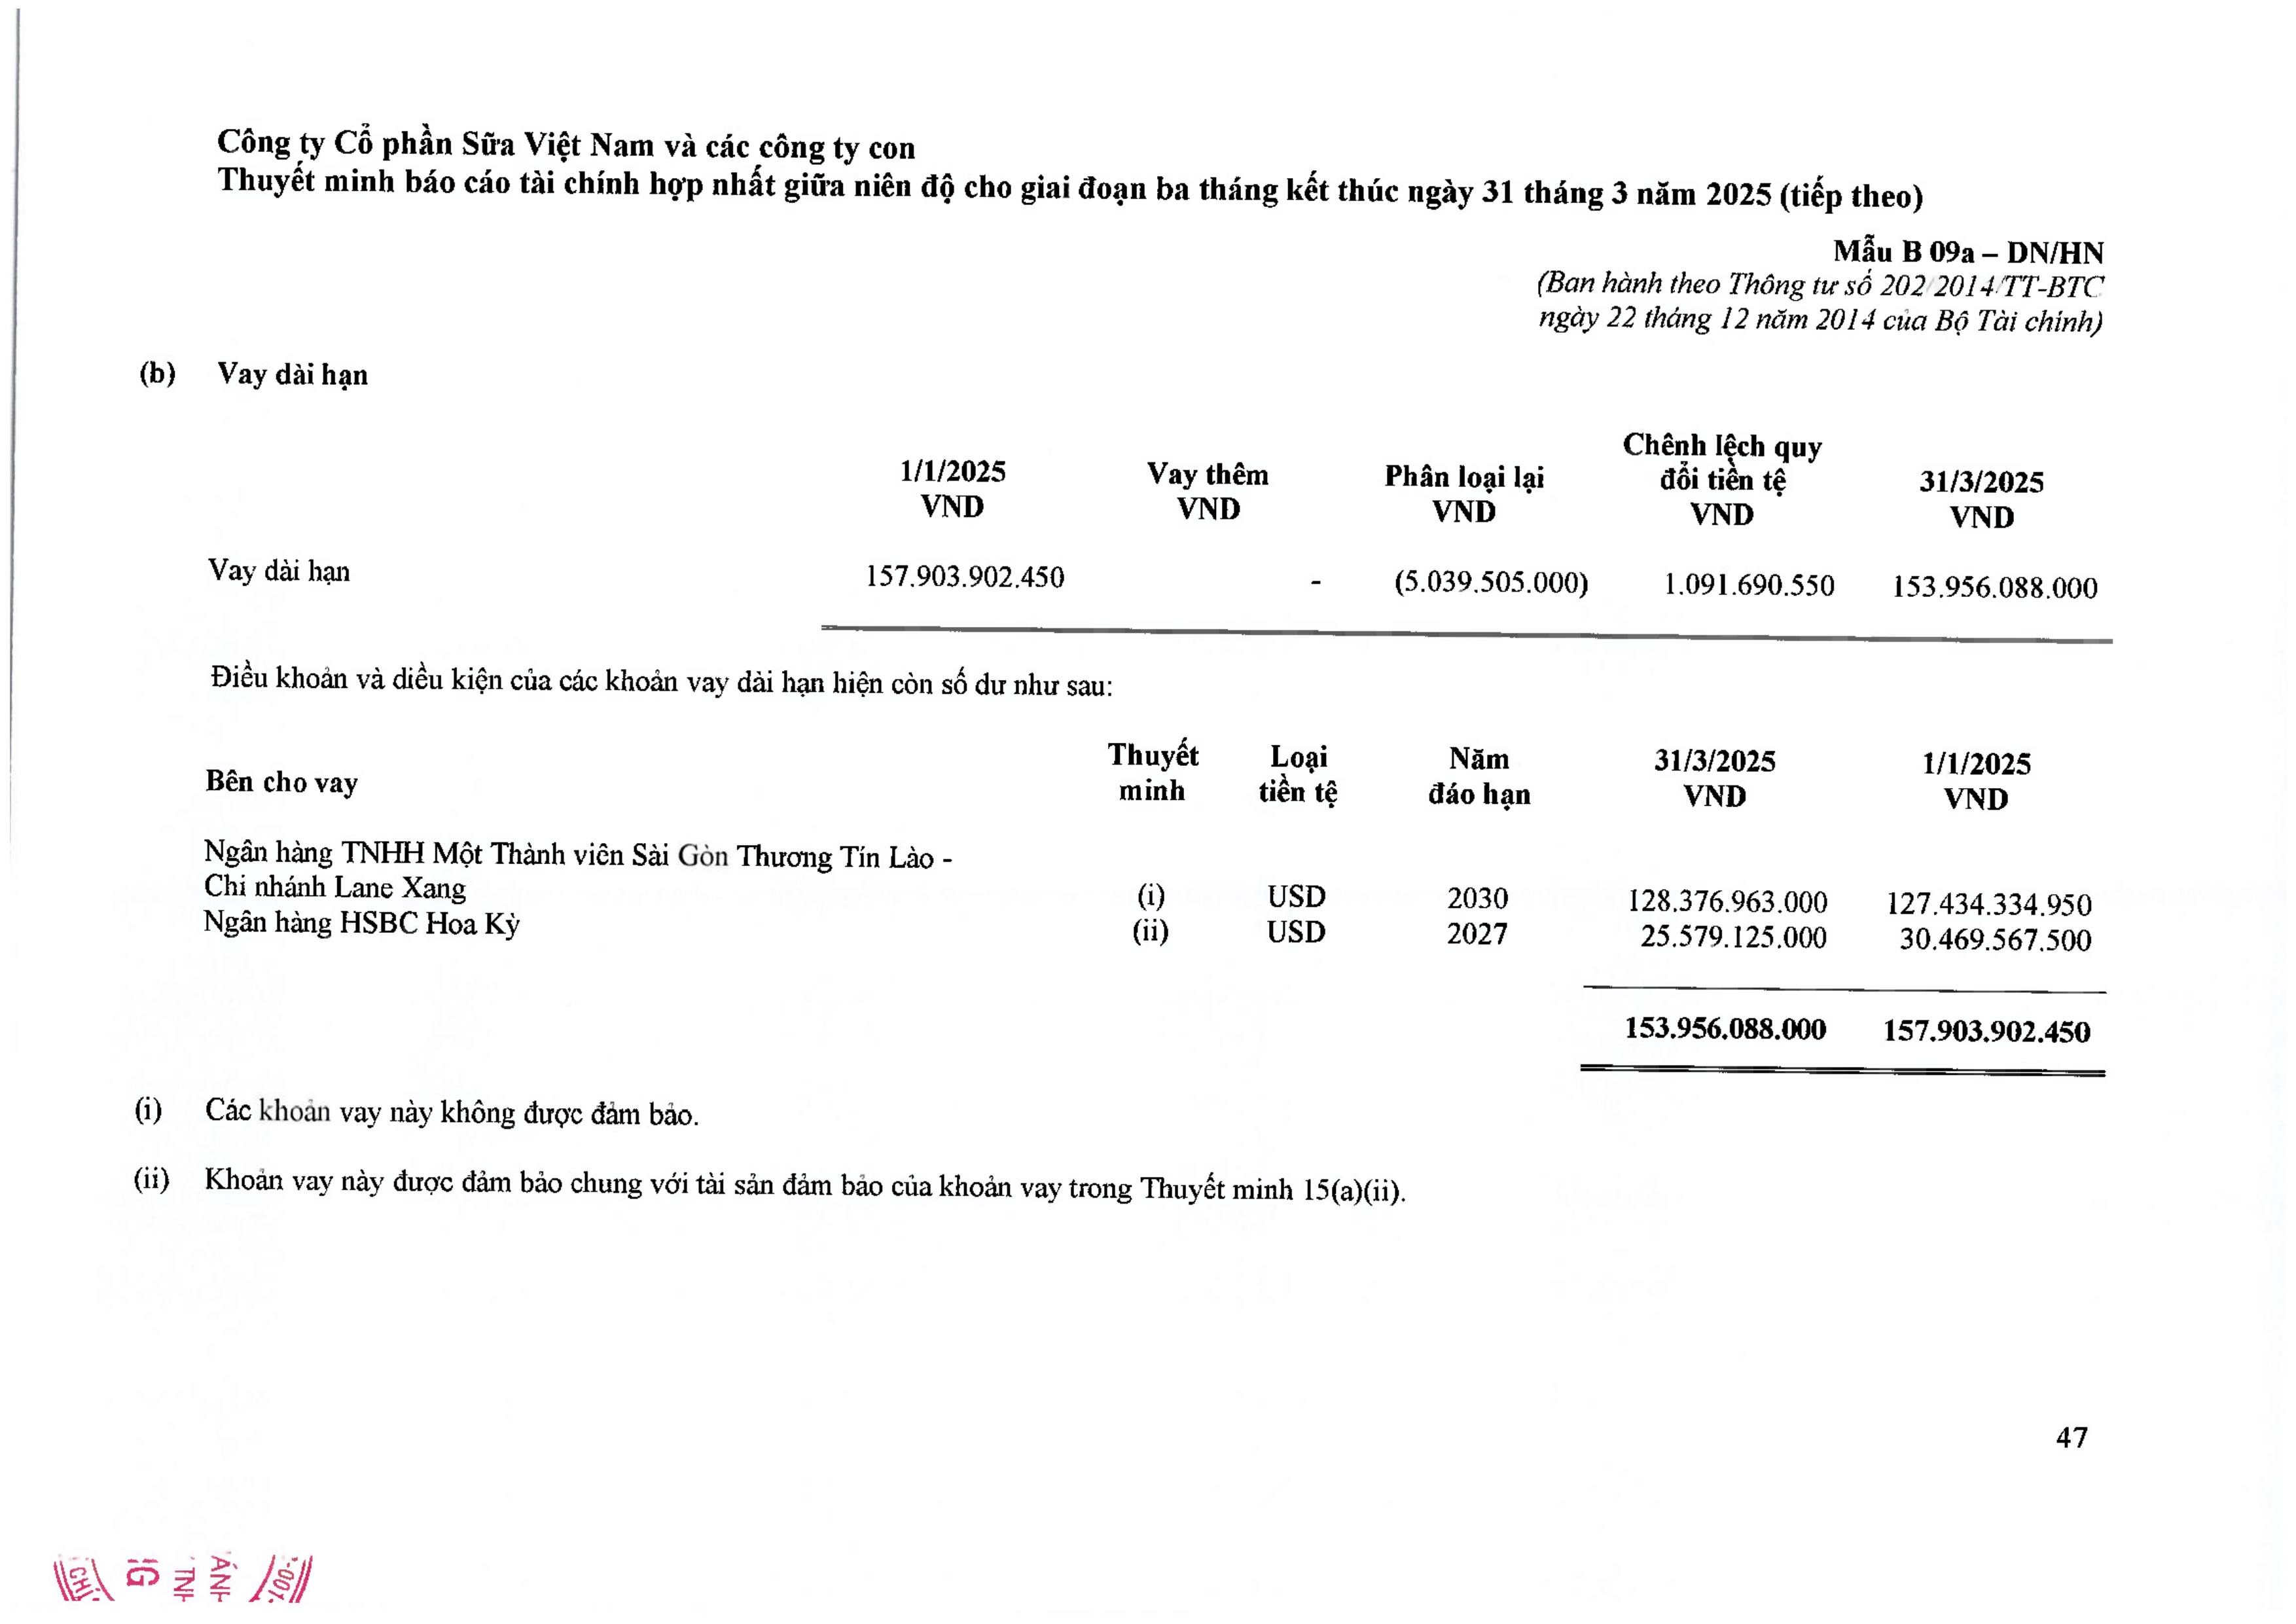 Công ty Cổ phần Sữa Việt Nam và các công ty con
Thuyết minh báo cáo tài chính hợp nhất giữa niên độ cho giai đoạn ba tháng kết thúc ngày 31 tháng 3 năm 2025 (tiếp theo)
Mẫu B 09a – DN/HN
(Ban hành theo Thông tư số 202/2014/TT-BTC
ngày 22 tháng 12 năm 2014 của Bộ Tài chính)
(b) Vay dài hạn
1/1/2025 VND Vay thêm VND Phân loại lại VND Chênh lệch quy đổi tiền tệ VND 31/3/2025 VND
Vay dài hạn 157.903.902.450 - (5.039.505.000) 1.091.690.550 153.956.088.000
Điều khoản và điều kiện của các khoản vay dài hạn hiện còn số dư như sau:
Bên cho vay Thuyết minh Loại tiền tệ Năm đáo hạn 31/3/2025 VND 1/1/2025 VND
Ngân hàng TNHH Một Thành viên Sài Gòn Thương Tín Lào -
Chi nhánh Lane Xang (i) USD 2030 128.376.963.000 127.434.334.950
Ngân hàng HSBC Hoa Kỳ (ii) USD 2027 25.579.125.000 30.469.567.500
153.956.088.000 157.903.902.450
(i) Các khoản vay này không được đảm bảo.
(ii) Khoản vay này được đảm bảo chung với tài sản đảm bảo của khoản vay trong Thuyết minh 15(a)(ii).
47